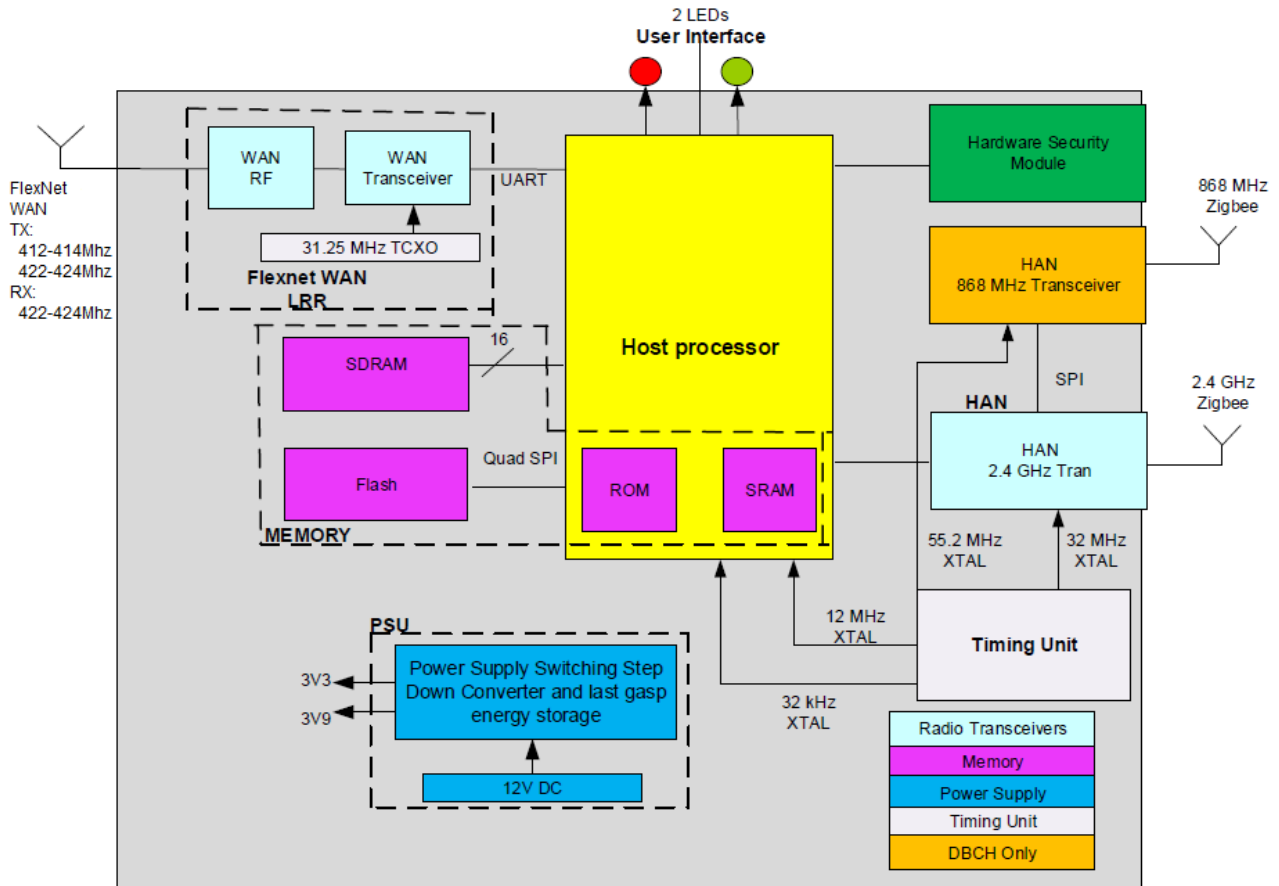 2 LEDs
User Interface
WAN
RF
WAN
Transceiver
UART
31.25 MHz TCXO
Flexnet WAN
LRR
FlexNet
WAN
TX:
412-414Mhz
422-424Mhz
RX:
422-424Mhz
Hardware Security
Module
868 MHz
Zigbee
HAN
868 MHz Transceiver
SPI
HAN
2.4 GHz
Zigbee
HAN
2.4 GHz Tran
Host processor
16
SDRAM
Quad SPI
Flash
ROM
SRAM
MEMORY
55.2 MHz
XTAL
32 MHz
XTAL
12 MHz
XTAL
32 kHz
XTAL
Timing Unit
PSU
Power Supply Switching Step
Down Converter and last gasp
energy storage
3V3
3V9
12V DC
Radio Transceivers
Memory
Power Supply
Timing Unit
DBCH Only